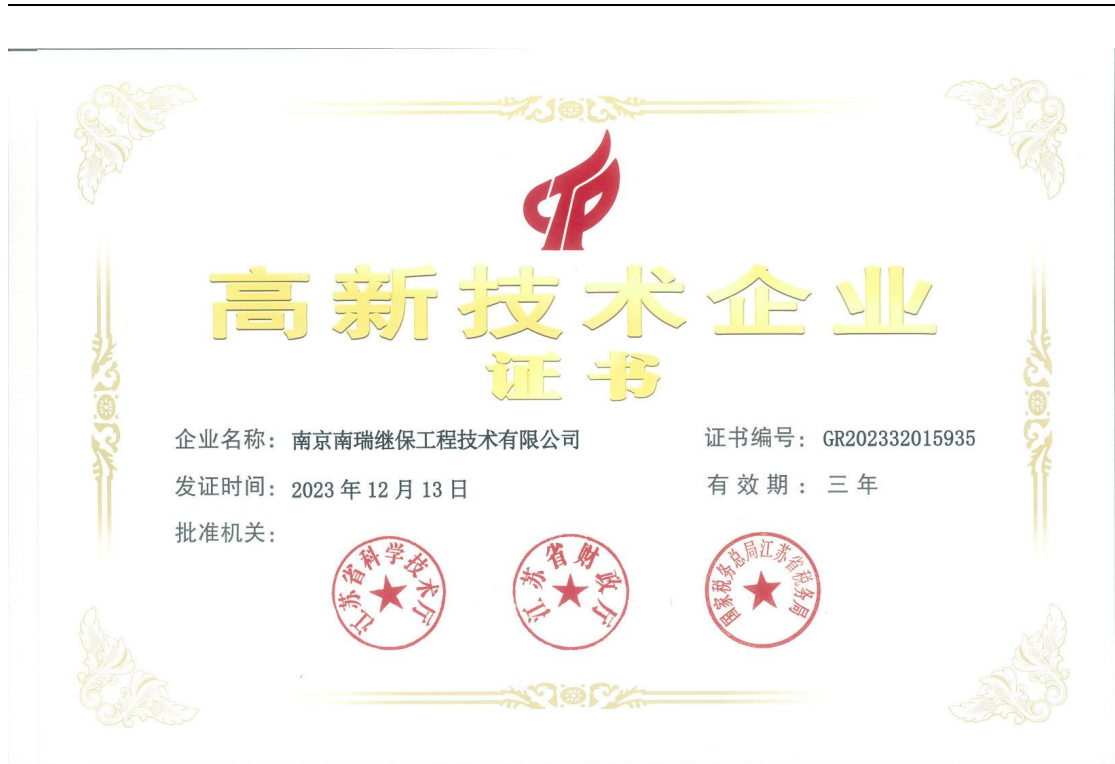 高新技术企业
证书
企业名称：南京南瑞继保工程技术有限公司 证书编号：GR202332015935
发证时间：2023年12月13日 有效期：三年
批准机关：
江苏省科学技术厅
江苏省财政厅
国家税务总局江苏省税务局